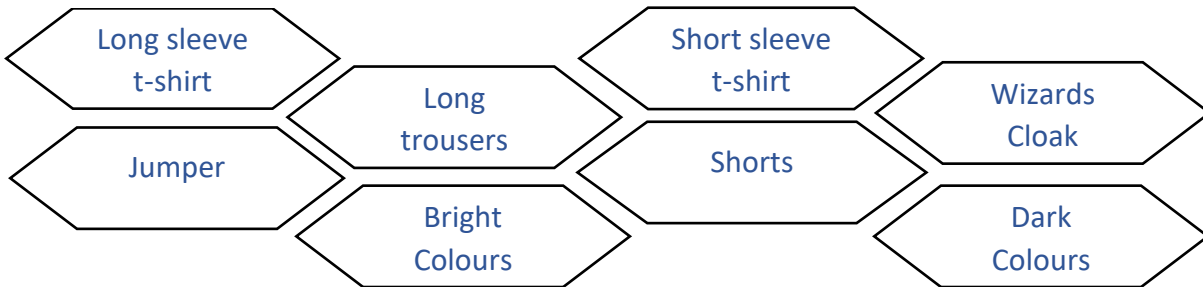 Long sleeve
t-shirt
Short sleeve
t-shirt
Long
trousers
Wizards
Cloak
Jumper
Shorts
Bright
Colours
Dark
Colours